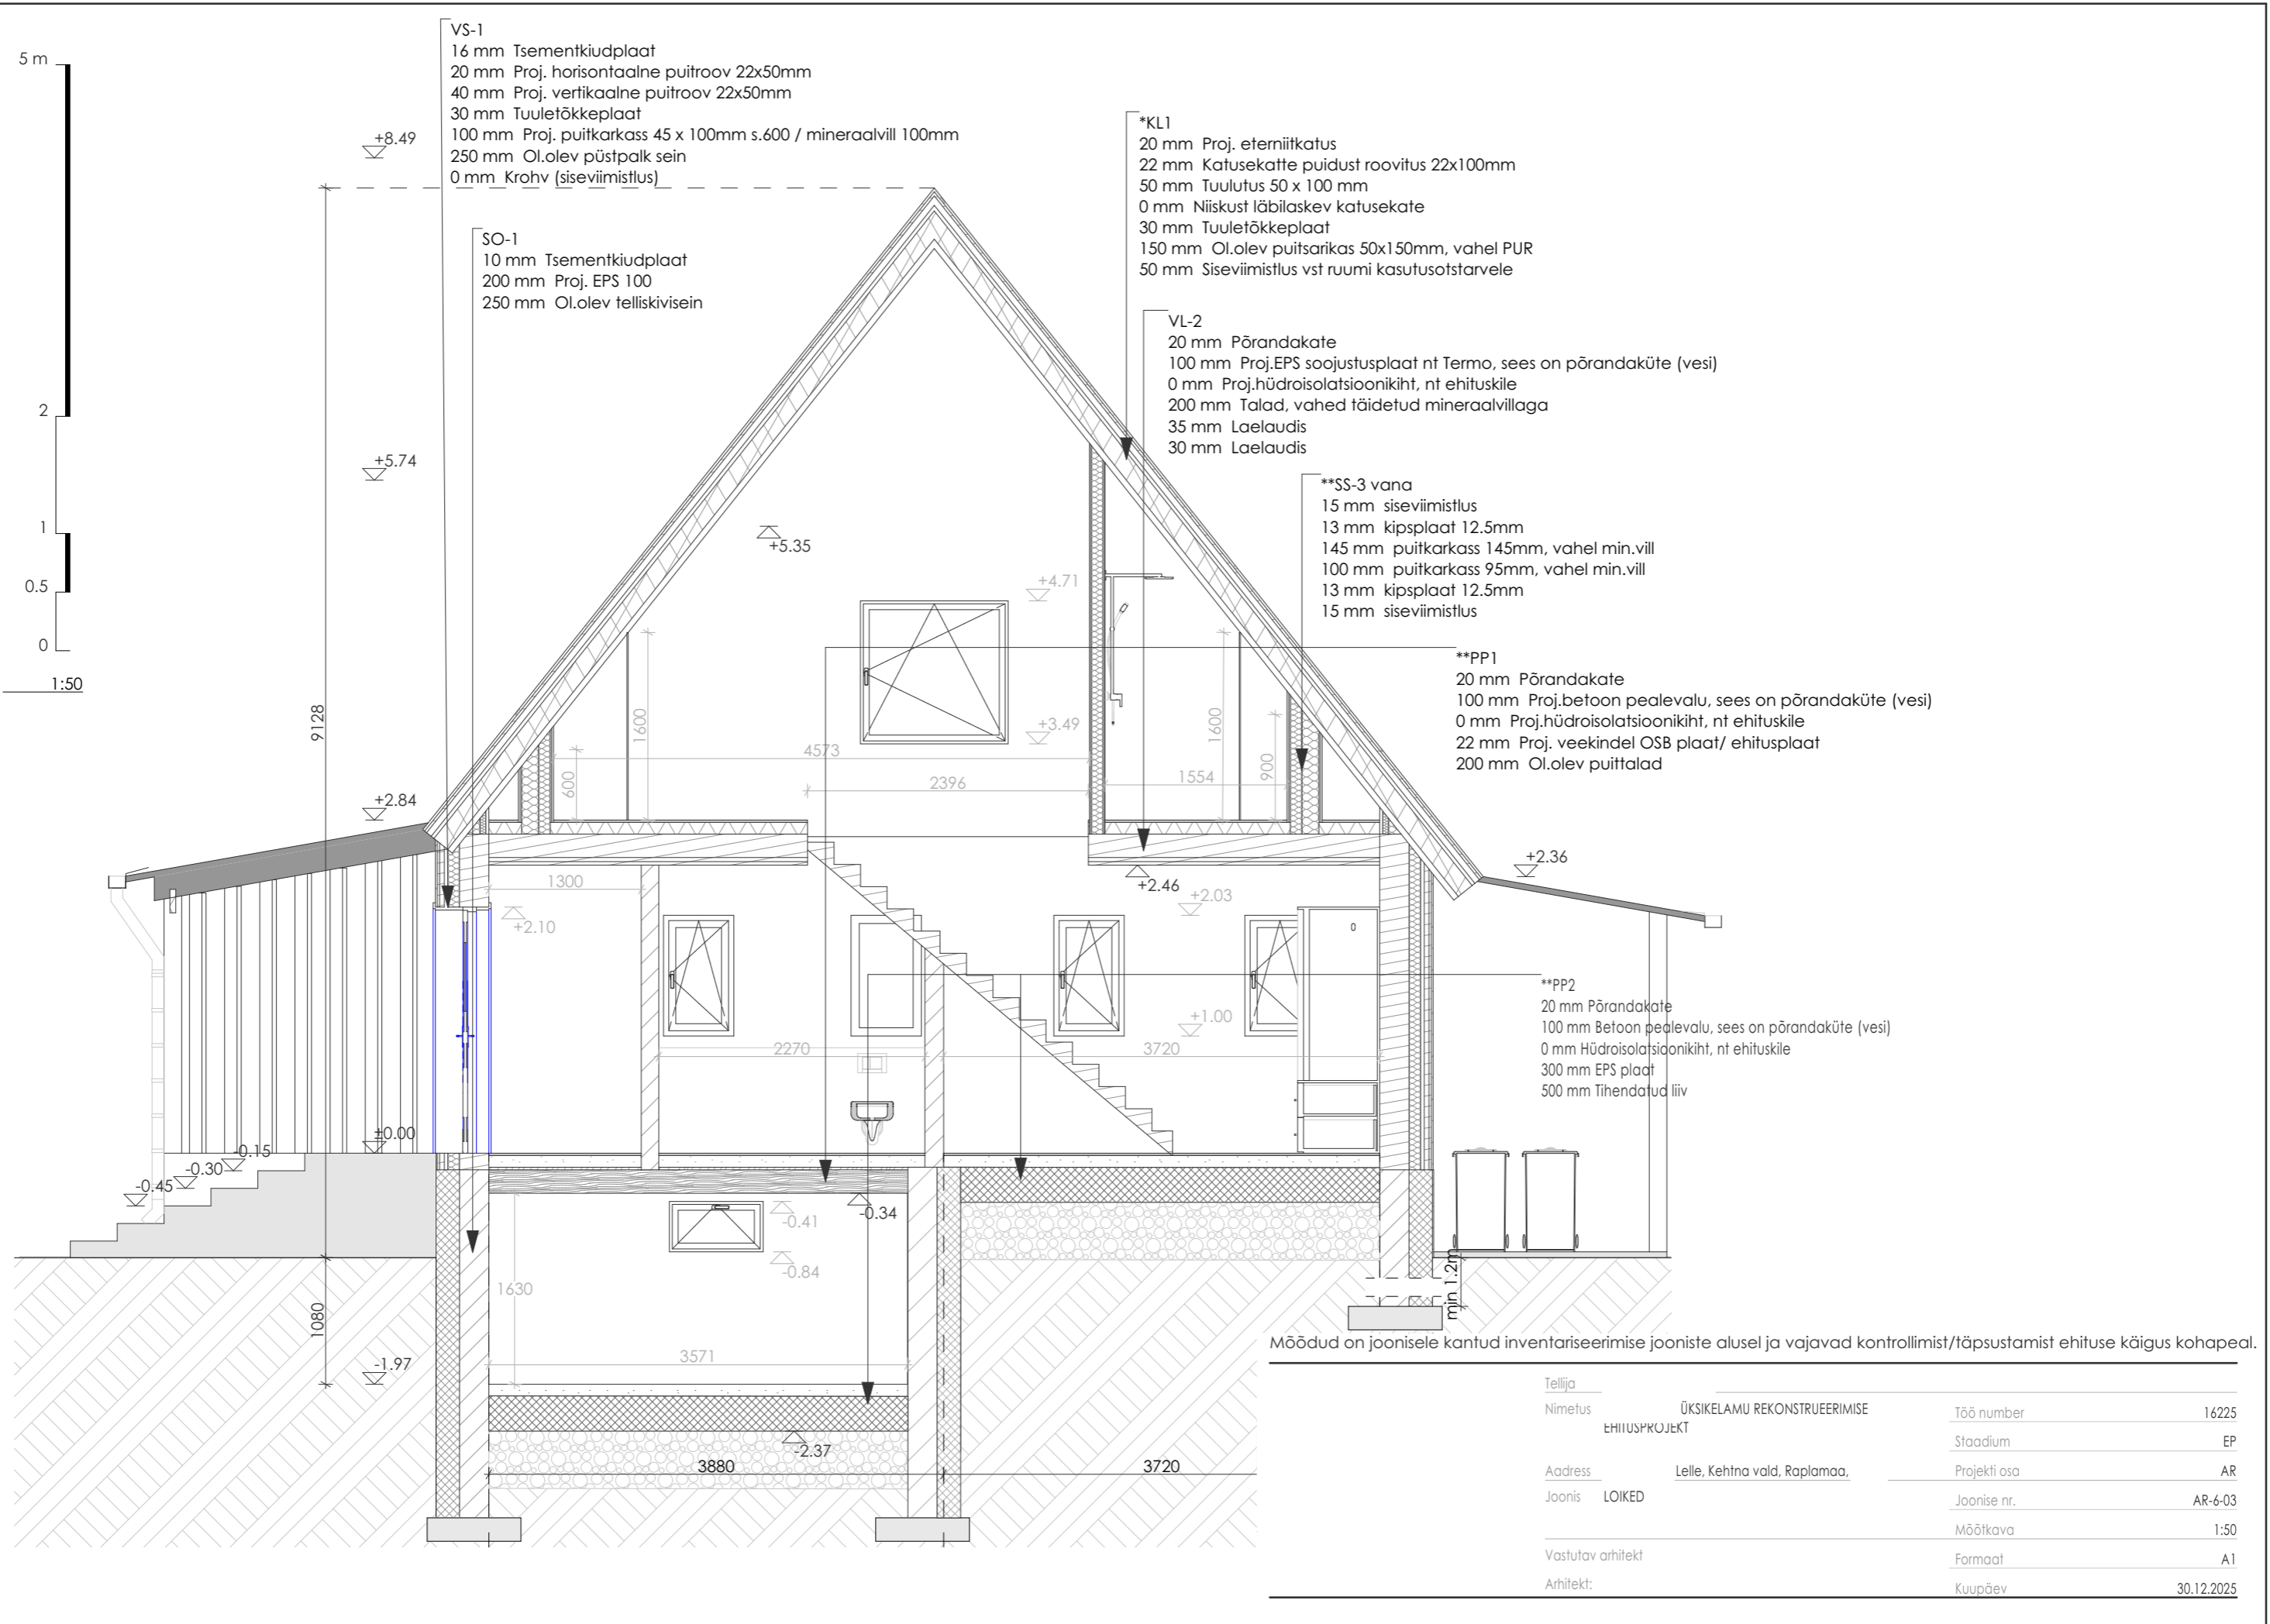 VS-1
16 mm Tsementkiudplaat
20 mm Proj. horisontaalne puitroov 22x50mm
40 mm Proj. vertikaalne puitroov 22x50mm
30 mm Tuuletõkkeplaat
100 mm Proj. puitkarkass 45 x 100mm s.600 / mineraalvill 100mm
250 mm Ol.olev püstpalk sein
0 mm Krohv (siseviimistlus)
SO-1
10 mm Tsementkiudplaat
200 mm Proj. EPS 100
250 mm Ol.olev telliskivisein
*KL1
20 mm Proj. eterniitkatus
22 mm Katusekatte puidust roovitus 22x100mm
50 mm Tuulutus 50 x 100 mm
0 mm Niiskust läbilaskev katusekate
30 mm Tuuletõkkeplaat
150 mm Ol.olev puitsarikas 50x150mm, vahel PUR
50 mm Siseviimistlus vst ruumi kasutusotstarvele
VL-2
20 mm Põrandakate
100 mm Proj.EPS soojustusplaat nt Termo, sees on põrandaküte (vesi)
0 mm Proj.hüdroisolatsioonikiht, nt ehituskile
200 mm Talad, vahed täidetud mineraalvillaga
35 mm Laelaudis
30 mm Laelaudis
**SS-3 vana
15 mm siseviimistlus
13 mm kipsplaat 12.5mm
145 mm puitkarkass 145mm, vahel min.vill
100 mm puitkarkass 95mm, vahel min.vill
13 mm kipsplaat 12.5mm
15 mm siseviimistlus
**PP1
20 mm Põrandakate
100 mm Proj.betoon pealevalu, sees on põrandaküte (vesi)
0 mm Proj.hüdroisolatsioonikiht, nt ehituskile
22 mm Proj. veekindel OSB plaat/ ehitusplaat
200 mm Ol.olev puittalad
**PP2
20 mm Põrandakate
100 mm Betoon pealevalu, sees on põrandaküte (vesi)
0 mm Hüdroisolatsioonikiht, nt ehituskile
300 mm EPS plaat
500 mm Tihendatud liiv
5 m
2
1
0.5
0
1:50
+8.49
+5.74
+2.84
±0.00
-0.15
-0.30
-0.45
-1.97
9128
1080
+5.35
+4.71
+3.49
1600
600
4573
2396
1554
1600
900
1300
+2.10
+2.46
+2.03
+2.36
+1.00
2270
3720
-0.34
-0.41
-0.84
1630
3571
-2.37
3880
3720
min 1.2m
Mõõdud on joonisele kantud inventariseerimise jooniste alusel ja vajavad kontrollimist/täpsustamist ehituse käigus kohapeal.
Tellija
Nimetus ÜKSIKELAMU REKONSTRUEERIMISE
EHITUSPROJEKT
Aadress Lelle, Kehtna vald, Raplamaa,
Joonis LOIKED
Vastutav arhitekt
Arhitekt:
Töö number 16225
Staadium EP
Projekti osa AR
Joonise nr. AR-6-03
Mõõtkava 1:50
Formaat A1
Kuupäev 30.12.2025